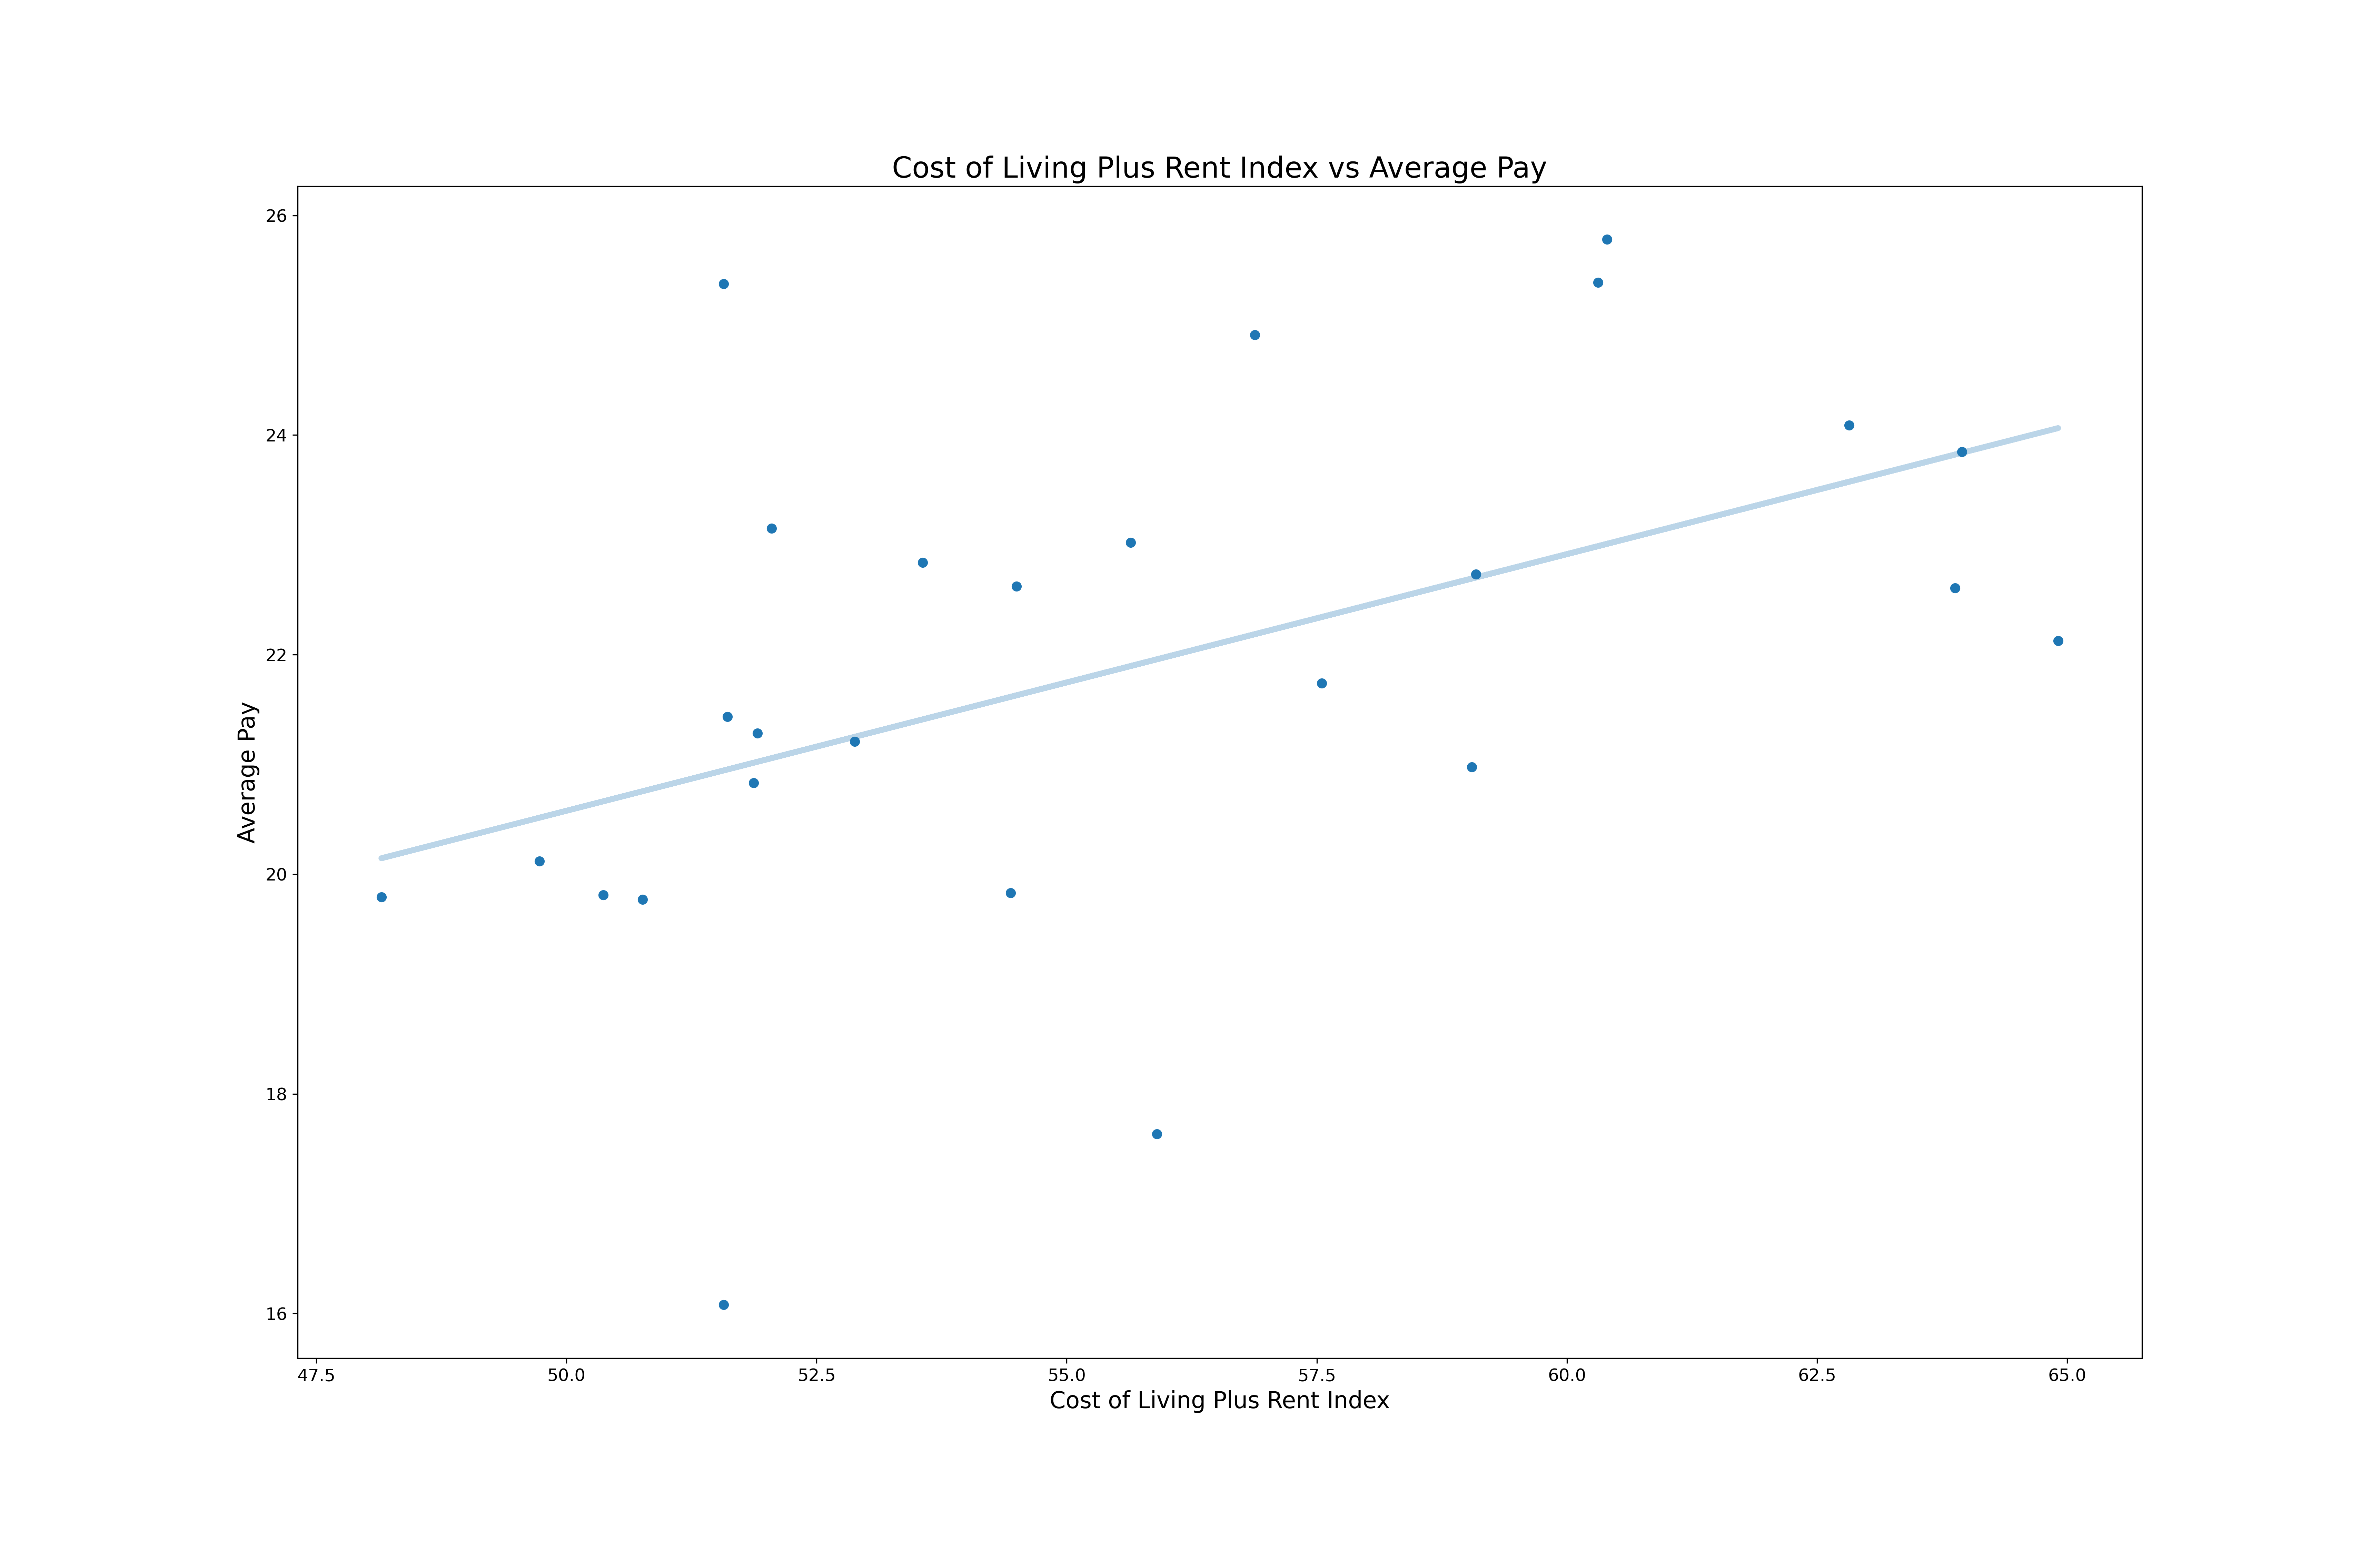 Cost of Living Plus Rent Index vs Average Pay
26
24
22
20
18
16
Average Pay
47.5 50.0 52.5 55.0 57.5 60.0 62.5 65.0
Cost of Living Plus Rent Index